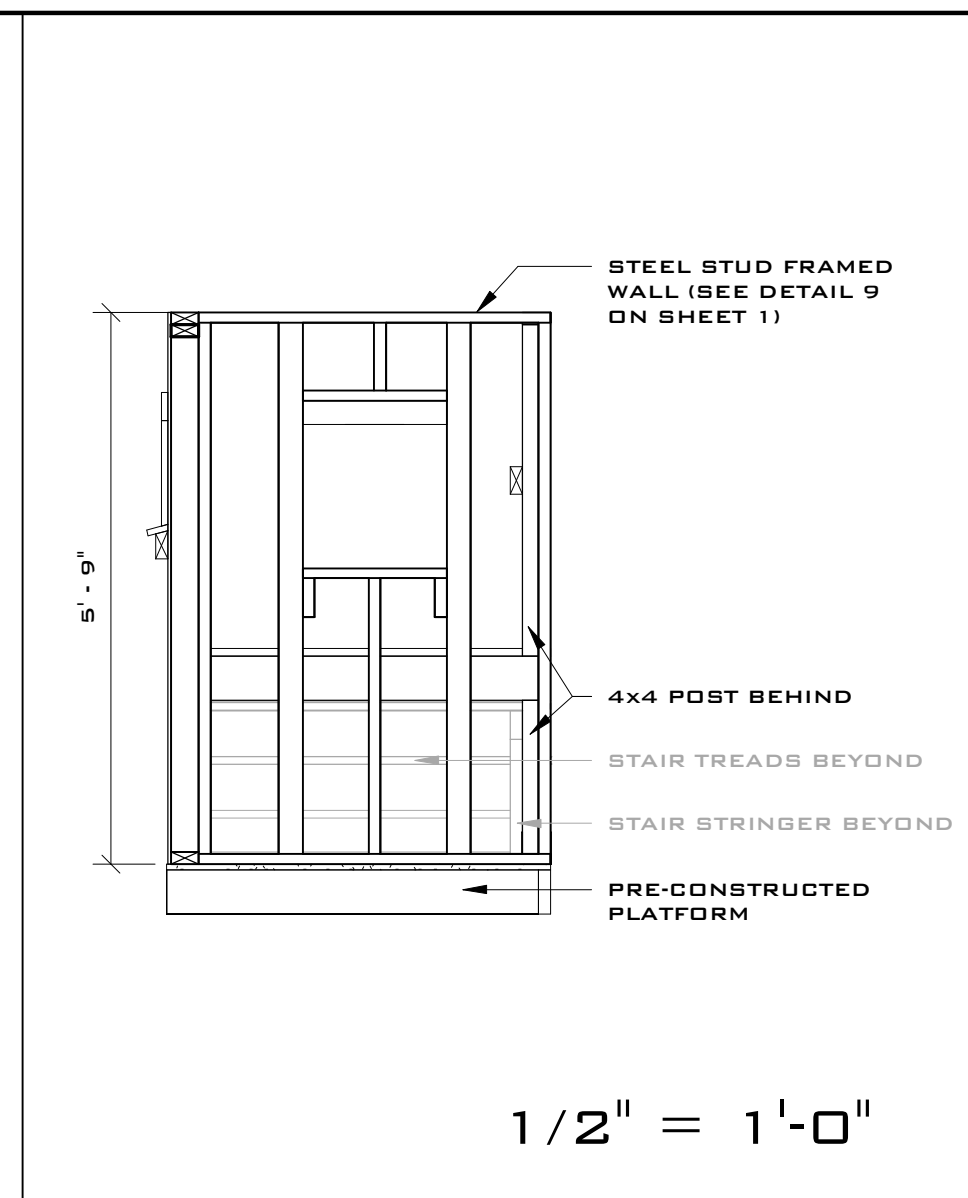 STEEL STUD FRAMED
WALL (SEE DETAIL 9
ON SHEET 1)
5' - 9"
4x4 POST BEHIND
STAIR TREADS BEYOND
STAIR STRINGER BEYOND
PRE-CONSTRUCTED
PLATFORM
1/2" = 1'-0"